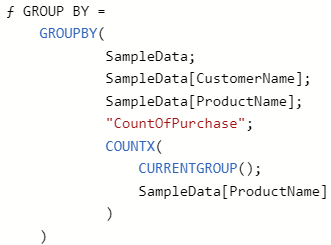 ƒ GROUP BY =
GROUPBY(
SampleData;
SampleData[CustomerName];
SampleData[ProductName];
"CountOfPurchase";
COUNTX(
CURRENTGROUP();
SampleData[ProductName]
)
)